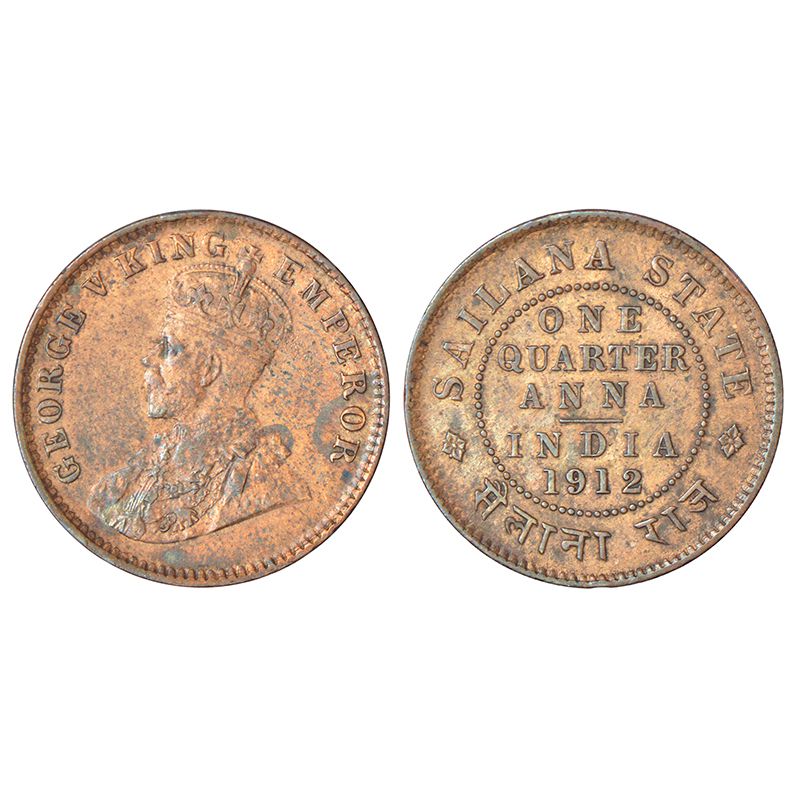 GEORGE V KING EMPEROR
SAILANA STATE
ONE
QUARTER
ANNA
INDIA
1912
सैलाना राज